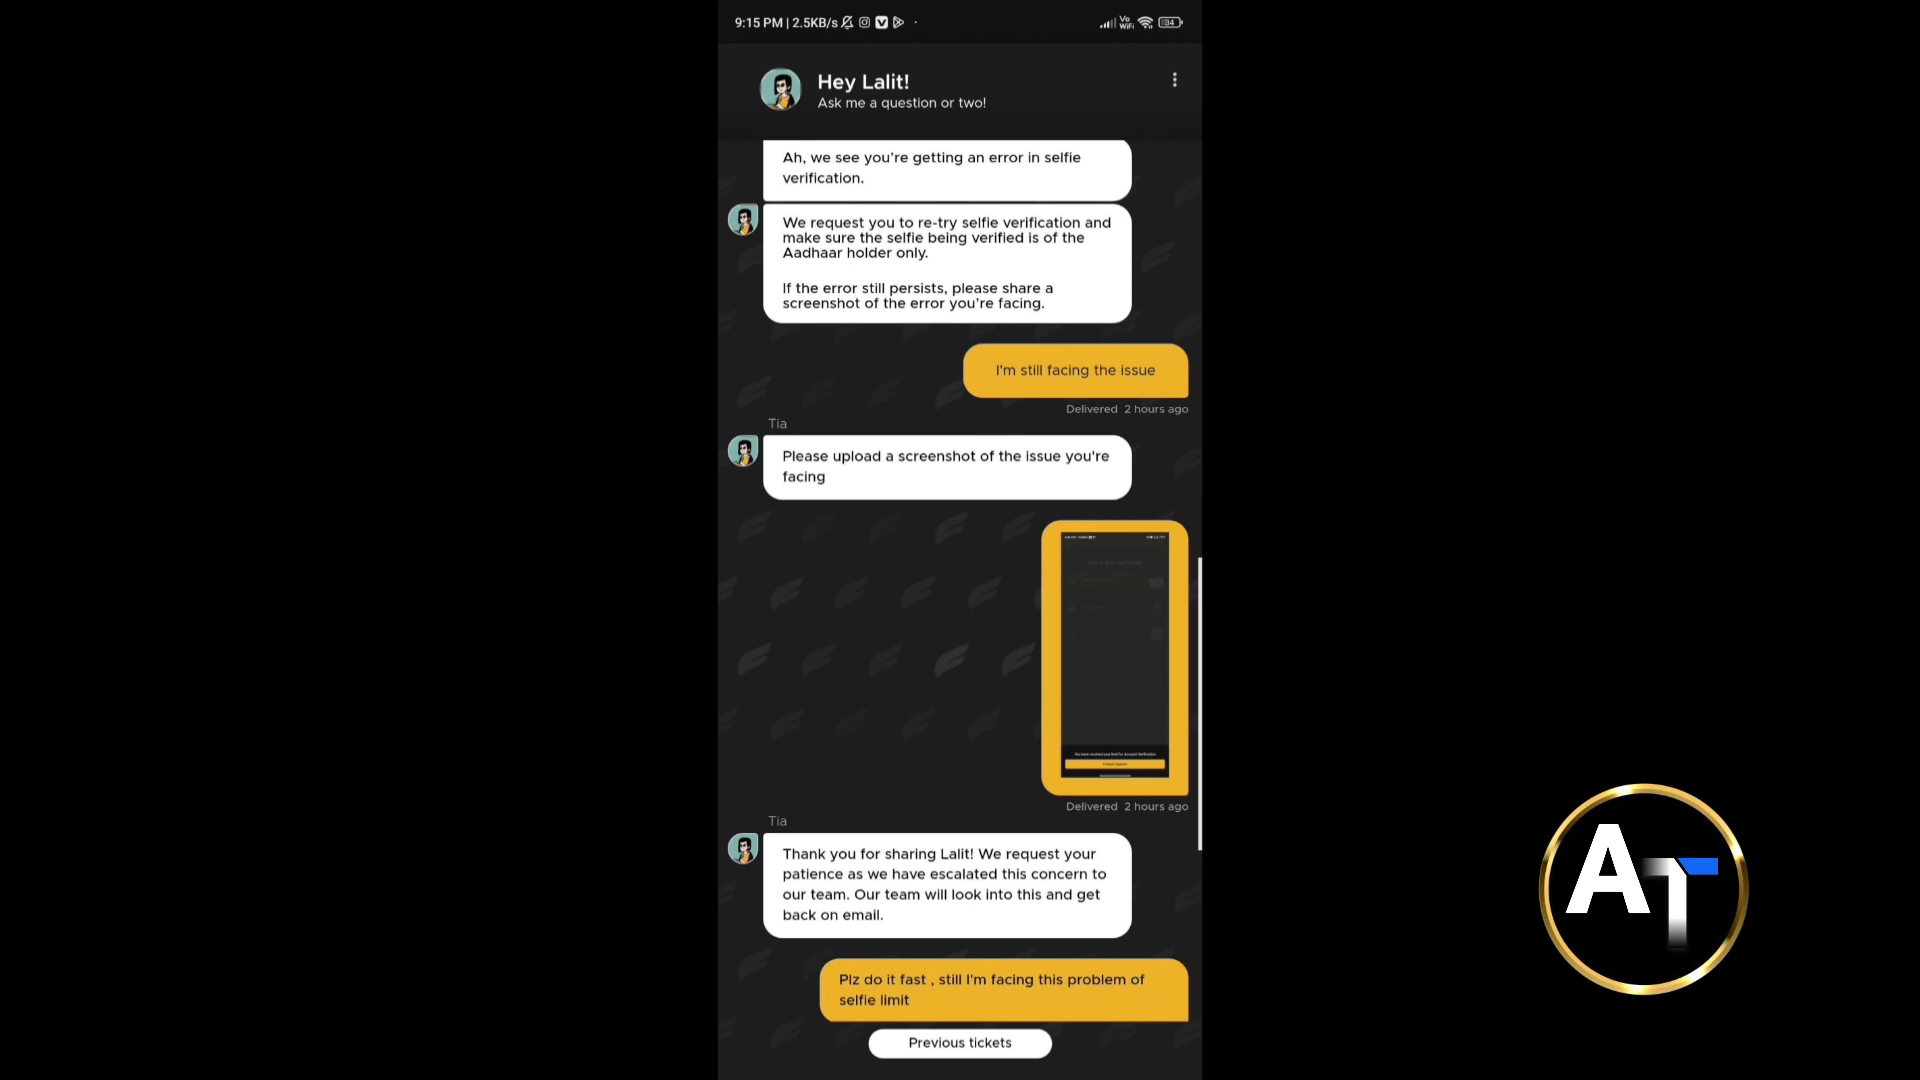 9:15 PM | 2.5KB/s
Vo
WiFi
34
Hey Lalit!
Ask me a question or two!
Ah, we see you're getting an error in selfie
verification.
We request you to re-try selfie verification and
make sure the selfie being verified is of the
Aadhaar holder only.
If the error still persists, please share a
screenshot of the error you're facing.
I'm still facing the issue
Delivered 2 hours ago
Tia
Please upload a screenshot of the issue you're
facing
Delivered 2 hours ago
Tia
Thank you for sharing Lalit! We request your
patience as we have escalated this concern to
our team. Our team will look into this and get
back on email.
Plz do it fast , still I'm facing this problem of
selfie limit
Previous tickets
AT